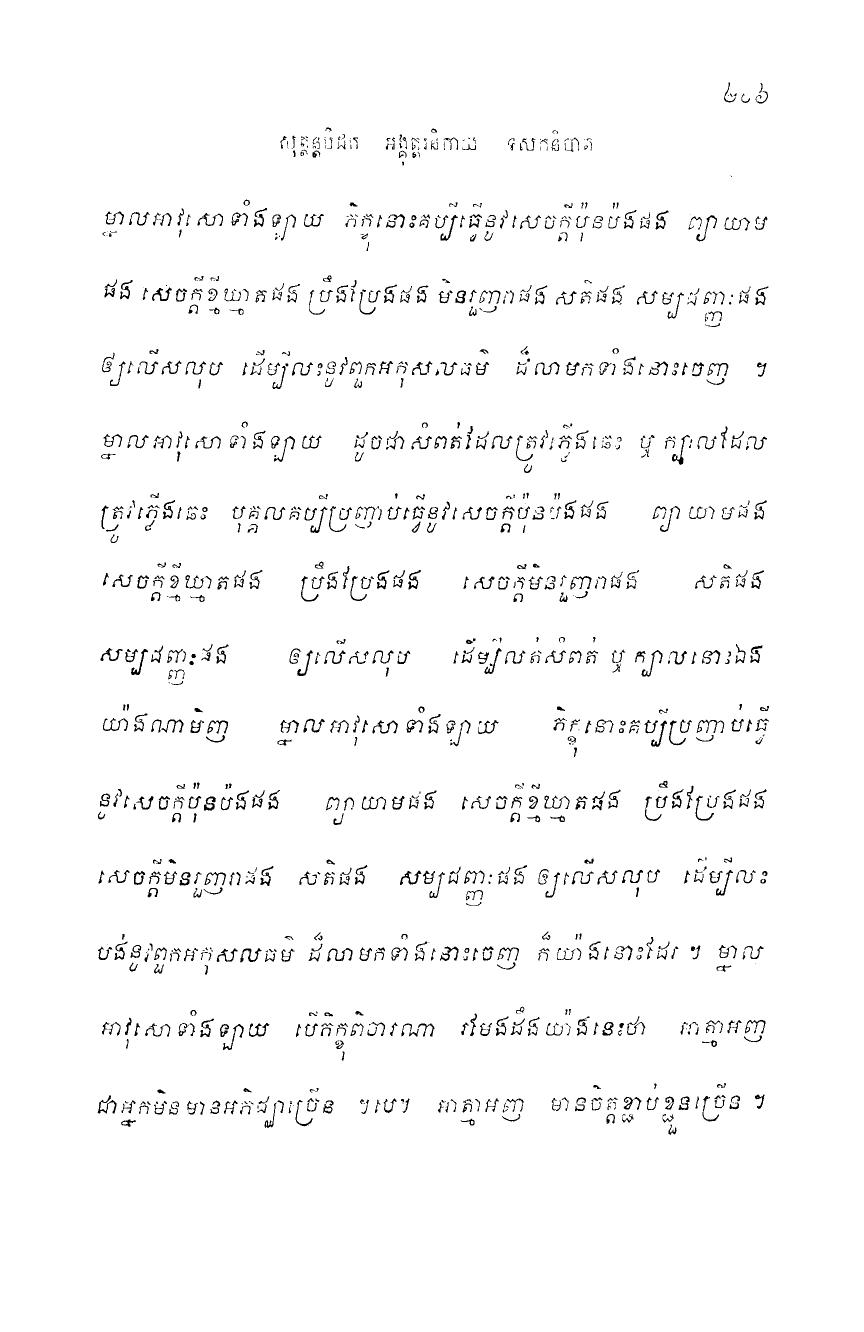 ២០៦
សុត្តន្តបិដក អង្គុត្តរនិកាយ ទសកនិបាត
ម្នាលអាវុសោទាំងឡាយ ភិក្ខុនោះគប្បីធ្វើនូវសេចក្តីប៉ុនប៉ងផង ព្យាយាម
ផង សេចក្តីខ្មីឃ្មាតផង ប្រឹងប្រែងផង មិនរួញរាផង សតិផង សម្បជញ្ញៈផង
ឲ្យលើសលុប ដើម្បីលះនូវពួកអកុសលធម៌ ដ៏លាមកទាំងនោះចេញ ។
ម្នាលអាវុសោទាំងឡាយ ដូចជាសំពត់ដែលត្រូវភ្លើងឆេះ ឬ ក្បាលដែល
ត្រូវភ្លើងឆេះ បុគ្គលគប្បីប្រញាប់ធ្វើនូវសេចក្តីប៉ុនប៉ងផង ព្យាយាមផង
សេចក្តីខ្មីឃ្មាតផង ប្រឹងប្រែងផង សេចក្តីមិនរួញរាផង សតិផង
សម្បជញ្ញៈផង ឲ្យលើសលុប ដើម្បីលត់សំពត់ ឬ ក្បាលនោះឯង
យ៉ាងណាមិញ ម្នាលអាវុសោទាំងឡាយ ភិក្ខុនោះគប្បីប្រញាប់ធ្វើ
នូវសេចក្តីប៉ុនប៉ងផង ព្យាយាមផង សេចក្តីខ្មីឃ្មាតផង ប្រឹងប្រែងផង
សេចក្តីមិនរួញរាផង សតិផង សម្បជញ្ញៈផង ឲ្យលើសលុប ដើម្បីលះ
បង់នូវពួកអកុសលធម៌ ដ៏លាមកទាំងនោះចេញ ក៏យ៉ាងនោះដែរ ។ ម្នាល
អាវុសោទាំងឡាយ បើភិក្ខុពិចារណា រមែងដឹងយ៉ាងនេះថា អាត្មាអញ
ជាអ្នកមិនមានអភិជ្ឈាច្រើន ។បេ។ អាត្មាអញ មានចិត្តខ្ជាប់ខ្ជួនច្រើន ។